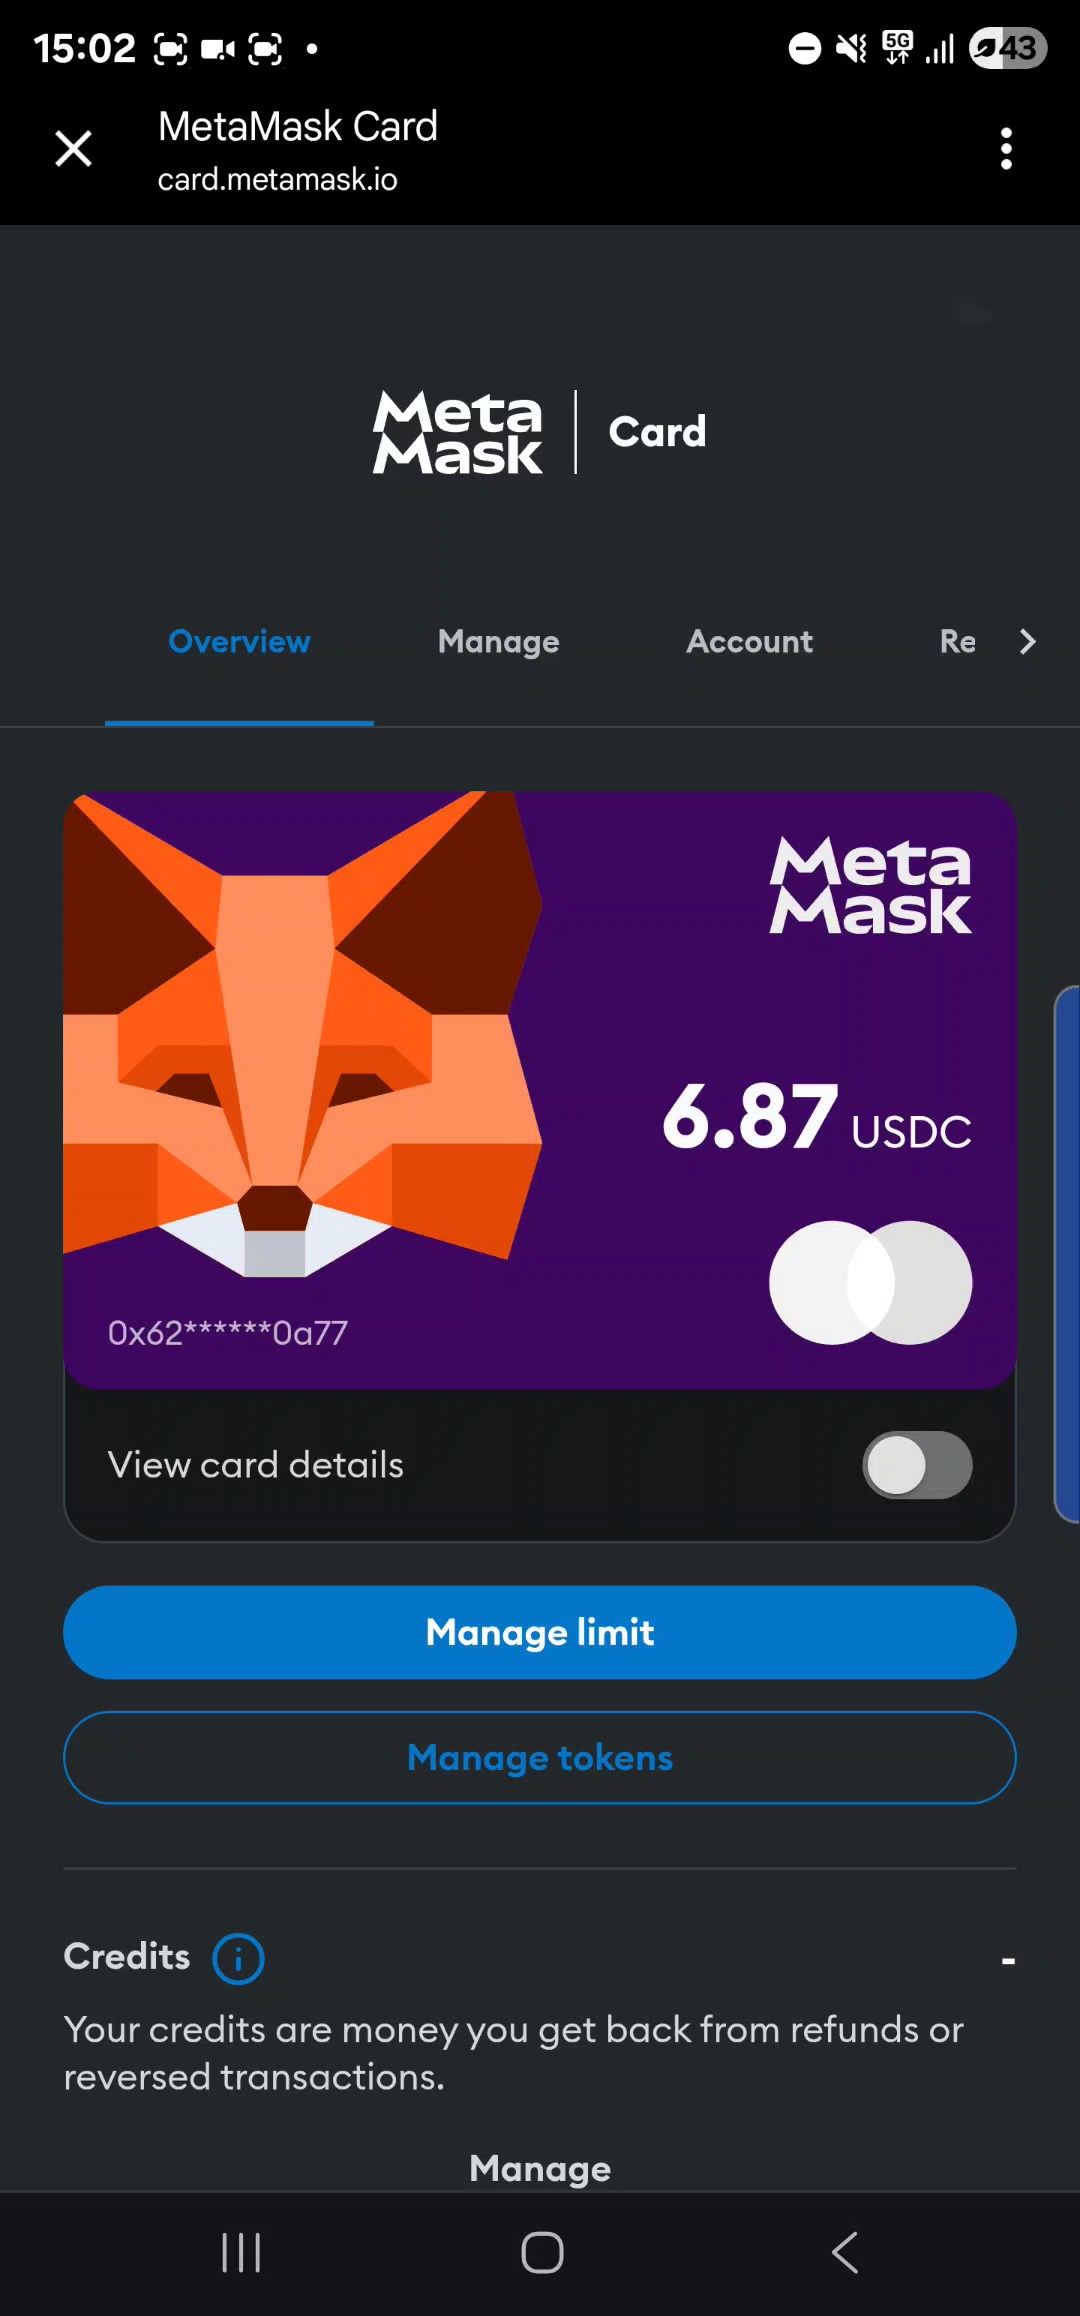 15:02
5G
43
MetaMask Card
card.metamask.io
Meta
Mask
Card
Overview Manage Account Re
Meta
Mask
6.87 USDC
0x62******0a77
View card details
Manage limit
Manage tokens
Credits i -
Your credits are money you get back from refunds or
reversed transactions.
Manage